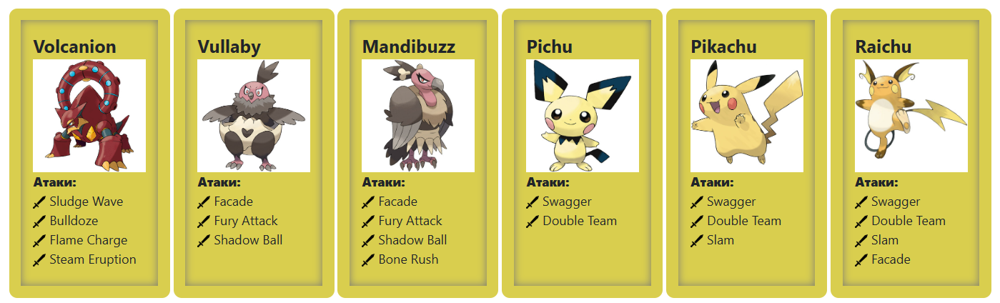 Volcanion
Атаки:
Sludge Wave
Bulldoze
Flame Charge
Steam Eruption
Vullaby
Атаки:
Facade
Fury Attack
Shadow Ball
Mandibuzz
Атаки:
Facade
Fury Attack
Shadow Ball
Bone Rush
Pichu
Атаки:
Swagger
Double Team
Pikachu
Атаки:
Swagger
Double Team
Slam
Raichu
Атаки:
Swagger
Double Team
Slam
Facade